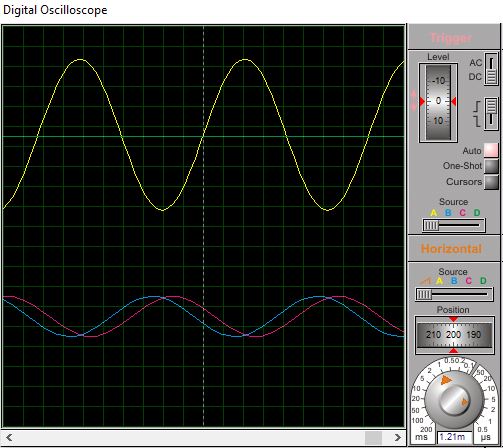 Digital Oscilloscope
Trigger
Level
AC
DC
-10
0
10
Auto
One-Shot
Cursors
Source
A B C D
Horizontal
Source
A B C D
Position
210 200 190
1 0.50
2 0.2
5 0.1
10 50
20 20
50 10
100 5
200 2
1 0.5
ms 1.21m µs